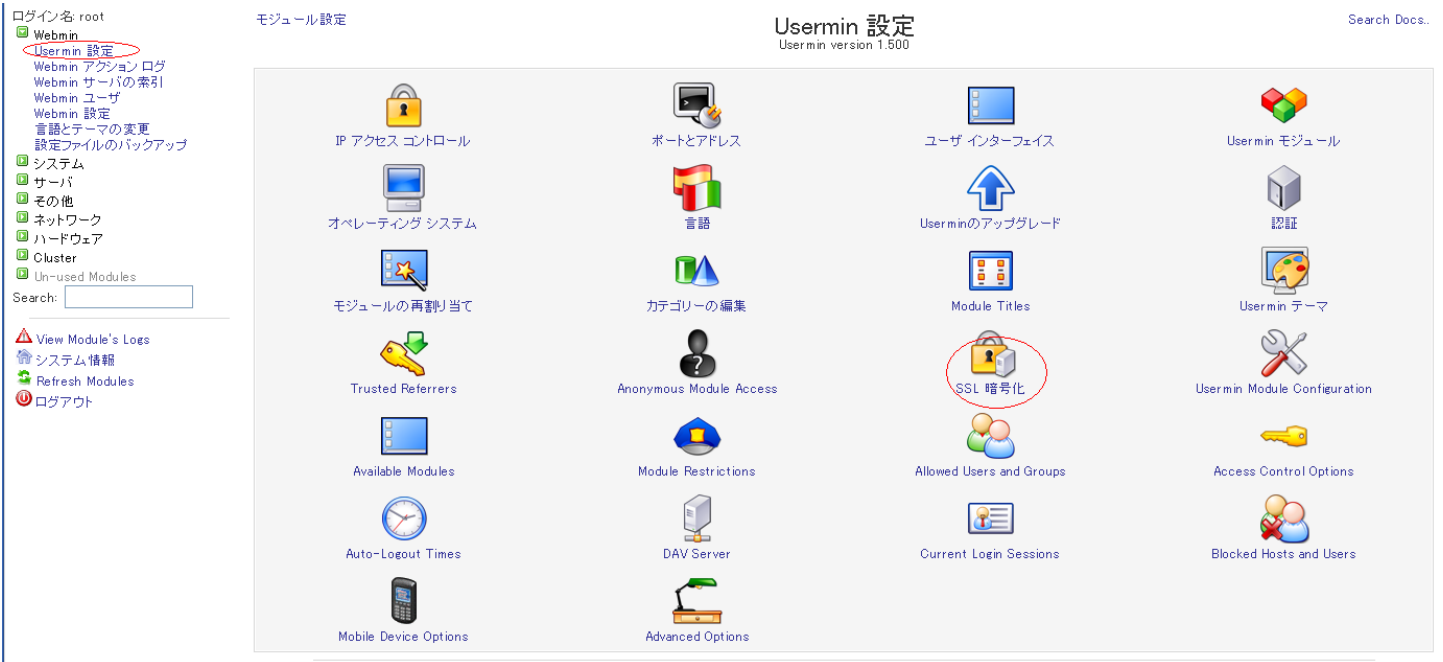 ログイン名: root
Webmin
Usermin 設定
Webmin アクション ログ
Webmin サーバの索引
Webmin ユーザ
Webmin 設定
言語とテーマの変更
設定ファイルのバックアップ
システム
サーバ
その他
ネットワーク
ハードウェア
Cluster
Un-used Modules
Search:
View Module's Logs
システム情報
Refresh Modules
ログアウト
モジュール設定
Usermin 設定
Usermin version 1.500
Search Docs..
IP アクセス コントロール
ポートとアドレス
ユーザ インターフェイス
Usermin モジュール
オペレーティング システム
言語
Userminのアップグレード
認証
モジュールの再割り当て
カテゴリーの編集
Module Titles
Usermin テーマ
Trusted Referrers
Anonymous Module Access
SSL 暗号化
Usermin Module Configuration
Available Modules
Module Restrictions
Allowed Users and Groups
Access Control Options
Auto-Logout Times
DAV Server
Current Login Sessions
Blocked Hosts and Users
Mobile Device Options
Advanced Options